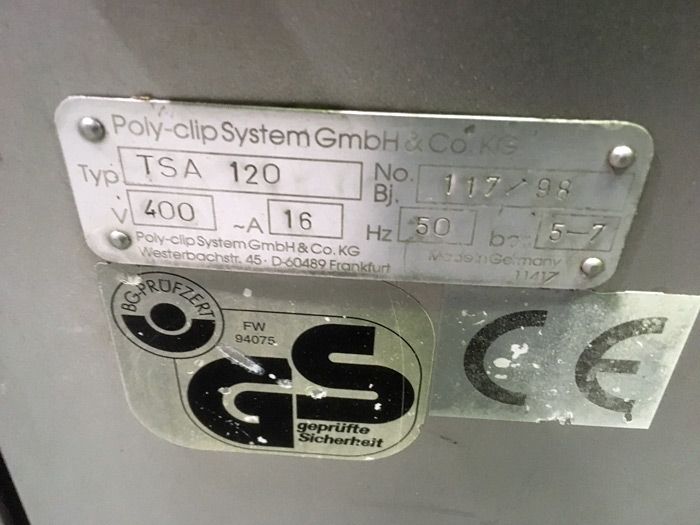 Poly-clip System GmbH & Co. KG
Typ TSA 120 No. Bj. 117/98
V 400 ~A 16 Hz 50 bar 5-7
Poly-clip System GmbH & Co. KG
Westerbachstr. 45 · D-60489 Frankfurt
Made in Germany
11417
BG-PRÜFZERT
FW
94075
GS
geprüfte
Sicherheit
CE